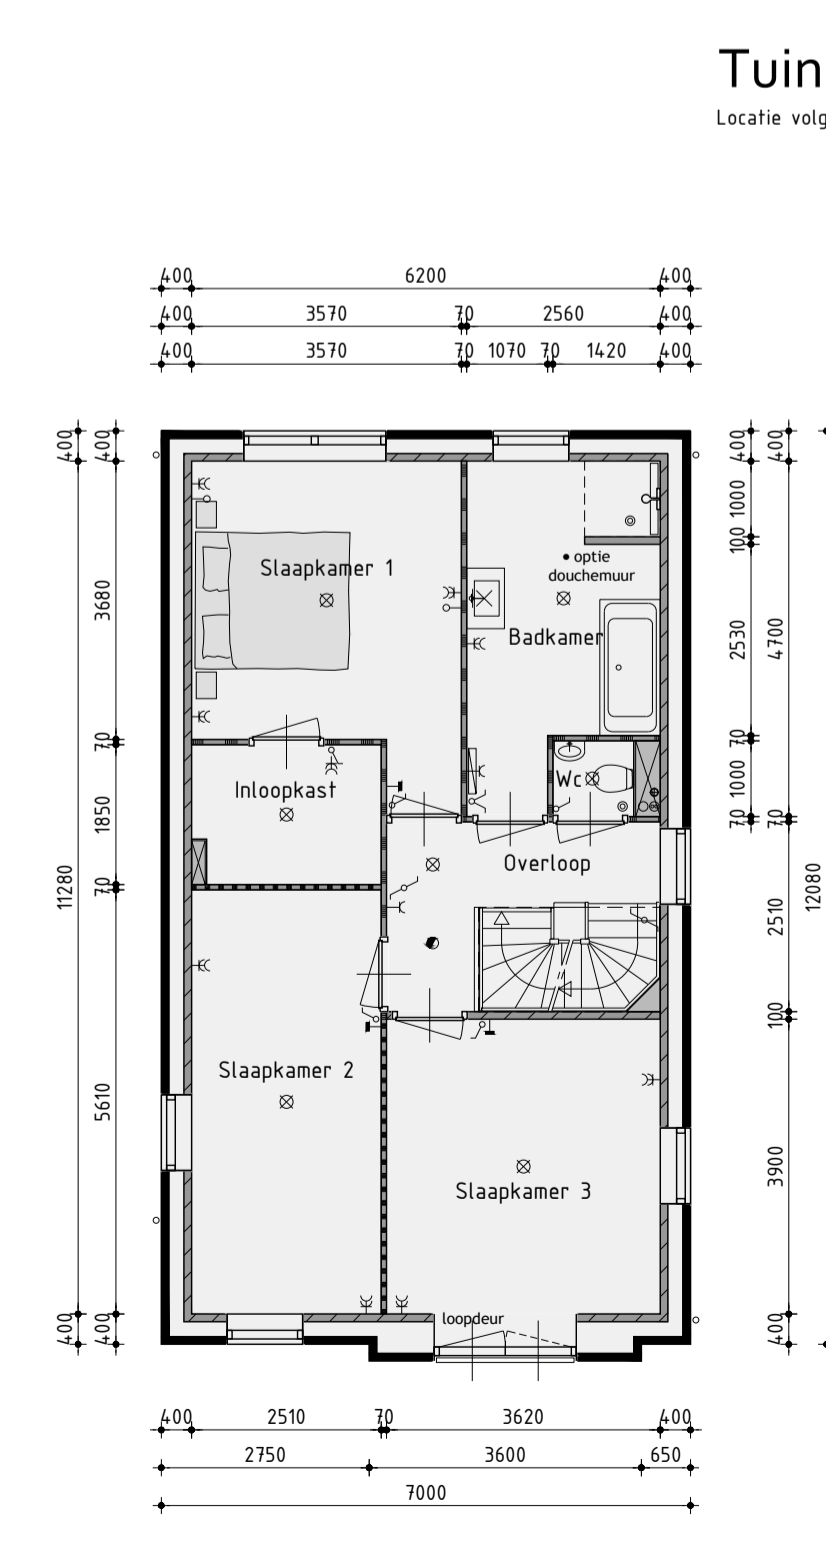 Tuin
Locatie volg
400 6200 400
400 3570 70 2560 400
400 3570 70 1070 70 1420 400
400 400
400 400
1000
100
Slaapkamer 1
• optie
douchemuur
3680
2530
4700
Badkamer
70
70
1000
Wc
Inloopkast
1850
70
70
Overloop
11280
70
2510
12080
100
Slaapkamer 2
5610
3900
Slaapkamer 3
loopdeur
400 400
400
400 2510 70 3620 400
2750 3600 650
7000